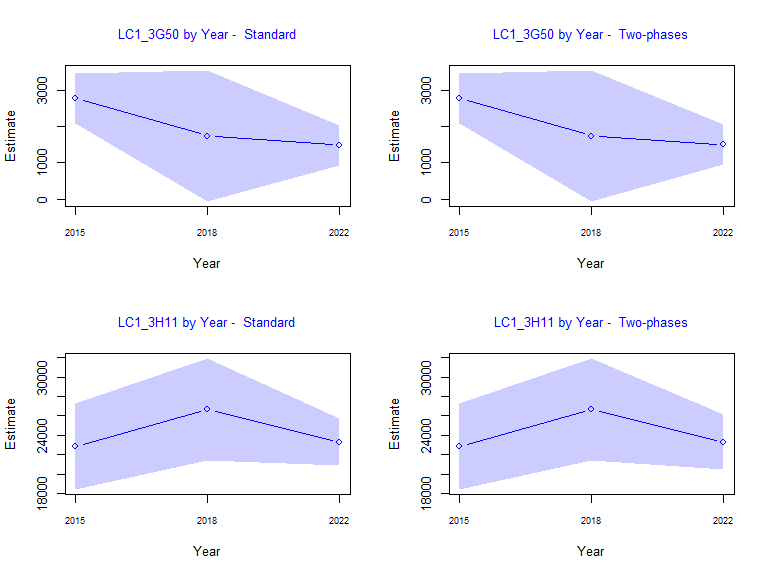 LC1_3G50 by Year -  Standard
Estimate
3000
1000
0
2015
2018
2022
Year
LC1_3G50 by Year -  Two-phases
Estimate
3000
1000
0
2015
2018
2022
Year
LC1_3H11 by Year -  Standard
Estimate
30000
24000
18000
2015
2018
2022
Year
LC1_3H11 by Year -  Two-phases
Estimate
30000
24000
18000
2015
2018
2022
Year